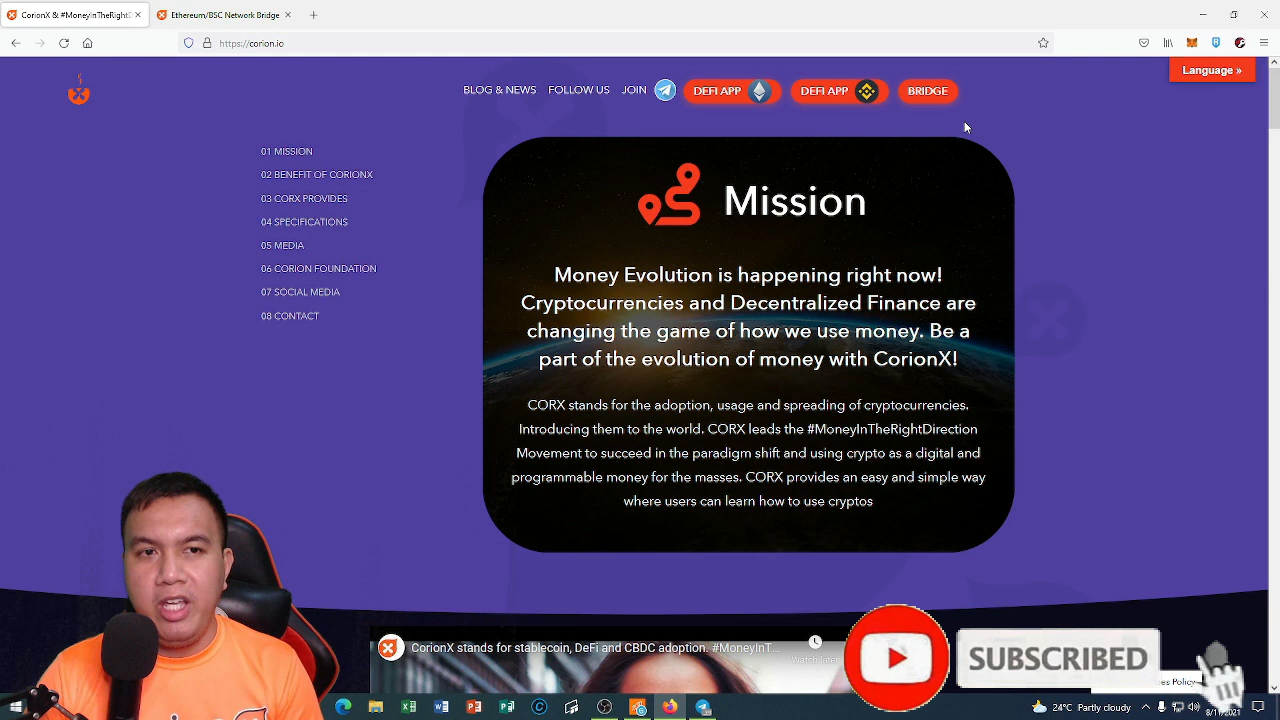 CorionX & #MoneyInTheRightD
Ethereum/BSC Network Bridge
https://corion.io
Language »
BLOG & NEWS
FOLLOW US
JOIN
DEFI APP
DEFI APP
BRIDGE
01 MISSION
02 BENEFIT OF CORIONX
03 CORX PROVIDES
04 SPECIFICATIONS
05 MEDIA
06 CORION FOUNDATION
07 SOCIAL MEDIA
08 CONTACT
Mission
Money Evolution is happening right now!
Cryptocurrencies and Decentralized Finance are
changing the game of how we use money. Be a
part of the evolution of money with CorionX!
CORX stands for the adoption, usage and spreading of cryptocurrencies.
Introducing them to the world. CORX leads the #MoneyInTheRightDirection
Movement to succeed in the paradigm shift and using crypto as a digital and
programmable money for the masses. CORX provides an easy and simple way
where users can learn how to use cryptos
CorionX stands for stablecoin, DeFi and CBDC adoption. #MoneyInT...
Watch later
SUBSCRIBED
Policy
24°C Partly cloudy